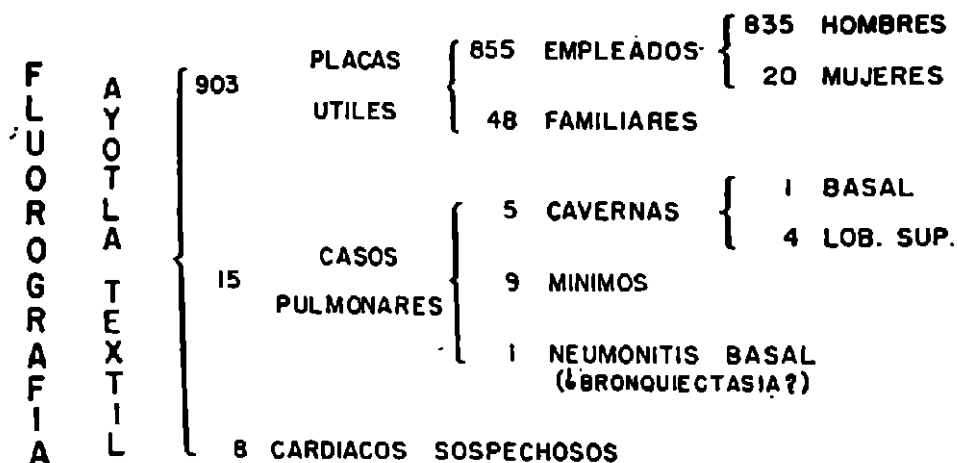 FLUOROGRAFIA
AYOTLA TEXTIL
903 PLACAS UTILES
855 EMPLEADOS
835 HOMBRES
20 MUJERES
48 FAMILIARES
15 CASOS PULMONARES
5 CAVERNAS
1 BASAL
4 LOB. SUP.
9 MINIMOS
1 NEUMONITIS BASAL
(¿BRONQUIECTASIA?)
8 CARDIACOS SOSPECHOSOS